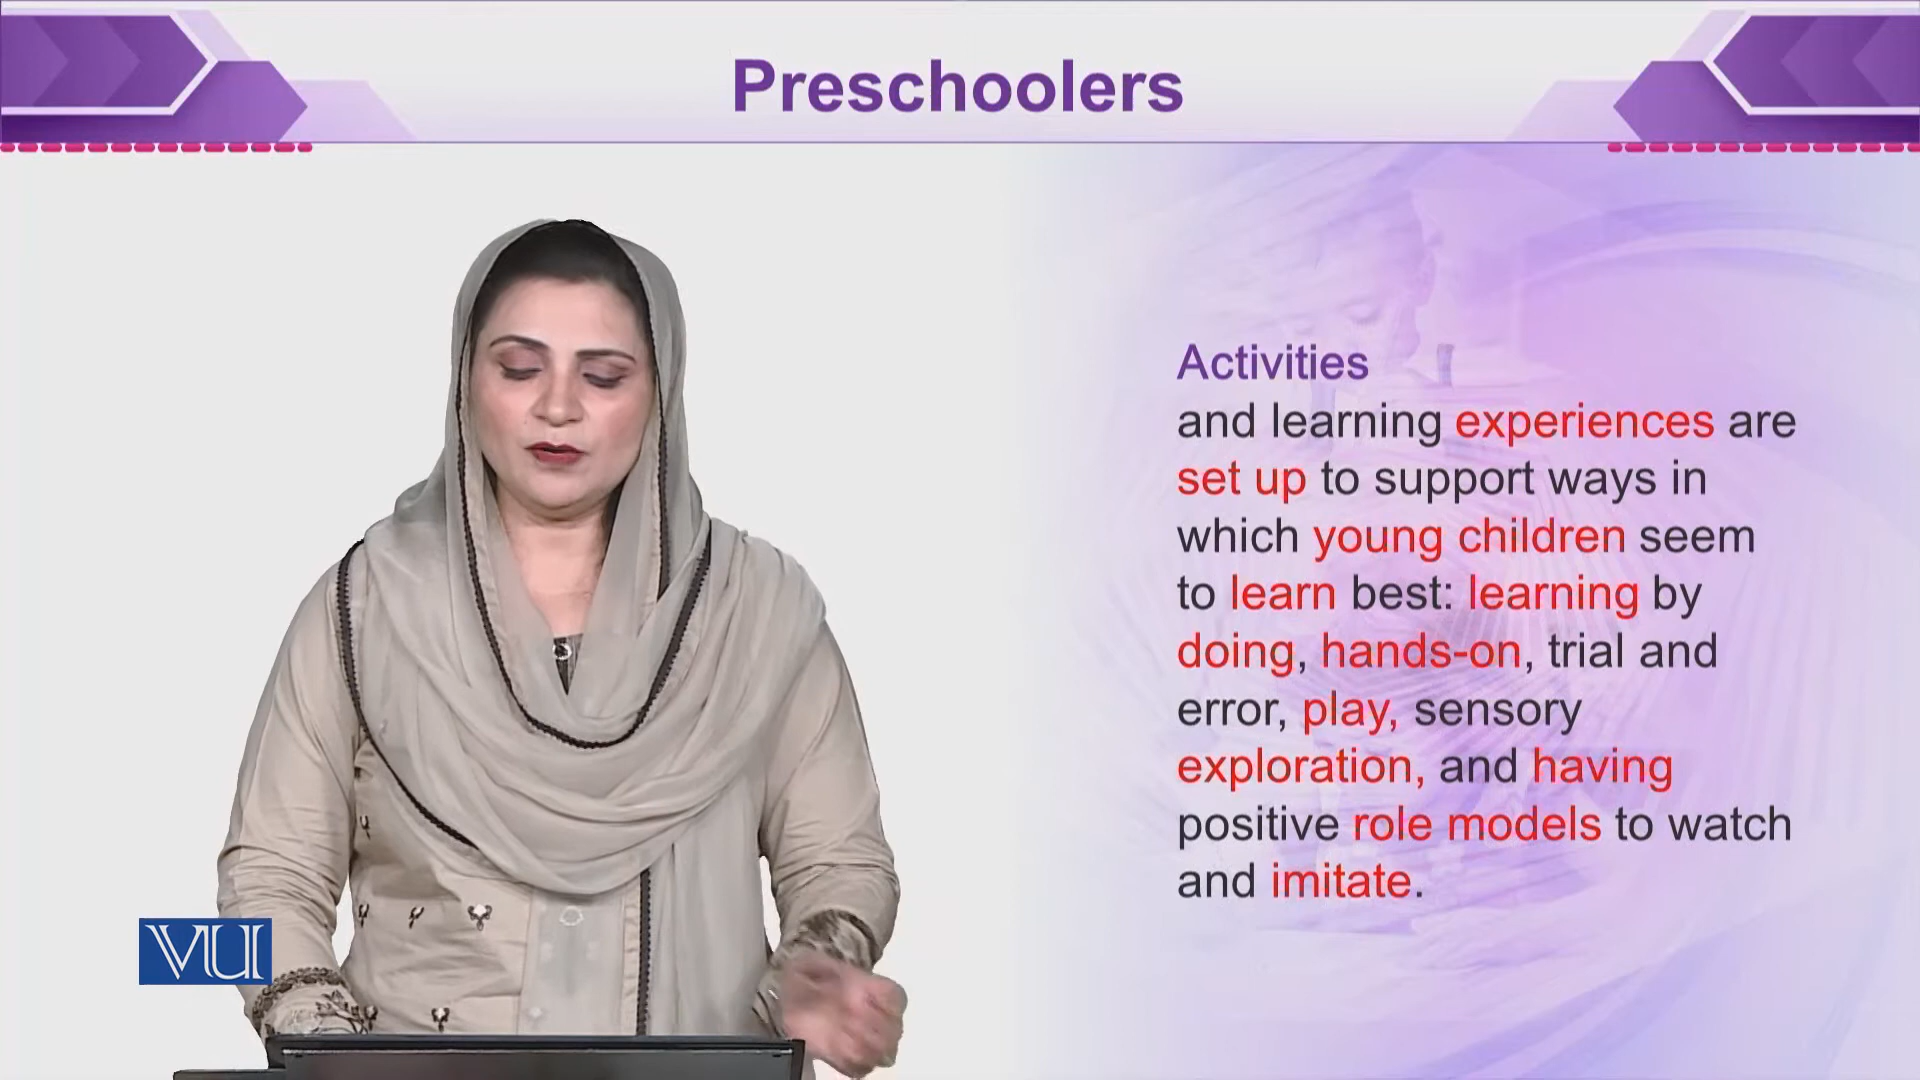 Preschoolers
Activities
and learning experiences are
set up to support ways in
which young children seem
to learn best: learning by
doing, hands-on, trial and
error, play, sensory
exploration, and having
positive role models to watch
and imitate.
VU